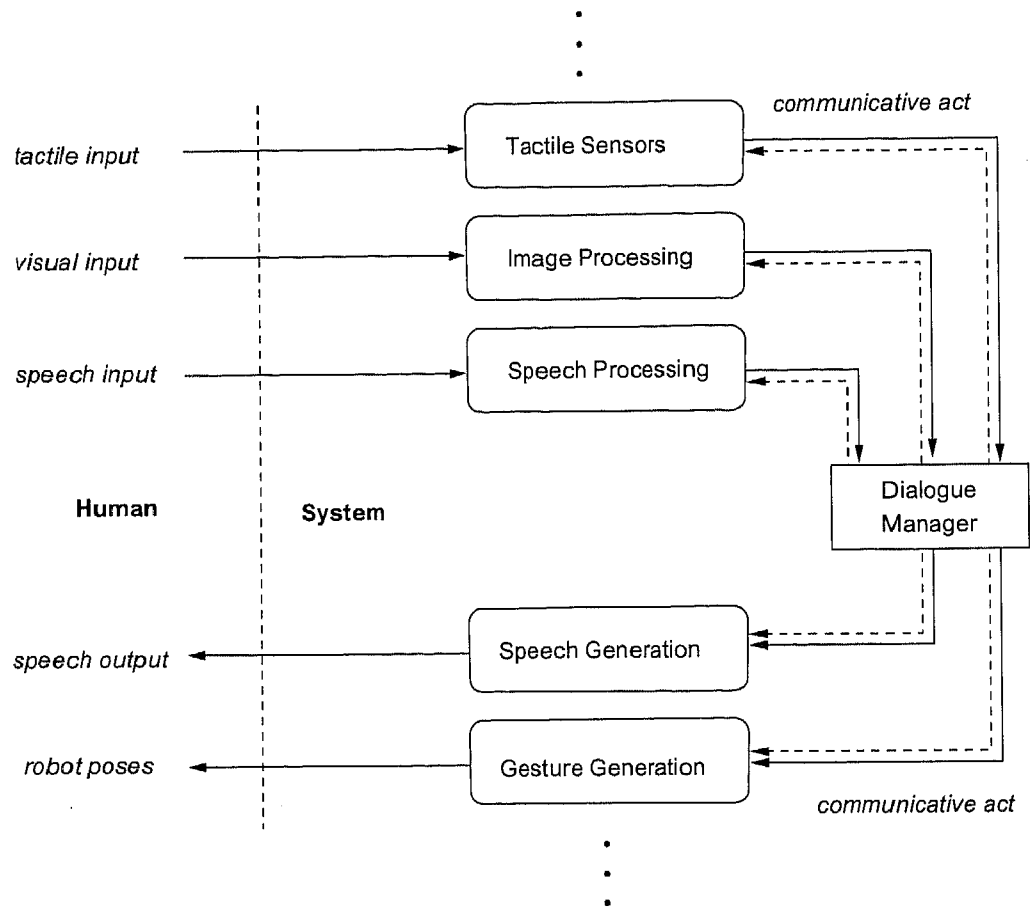 communicative act
tactile input
Tactile Sensors
visual input
Image Processing
speech input
Speech Processing
Human
System
Dialogue
Manager
speech output
Speech Generation
robot poses
Gesture Generation
communicative act